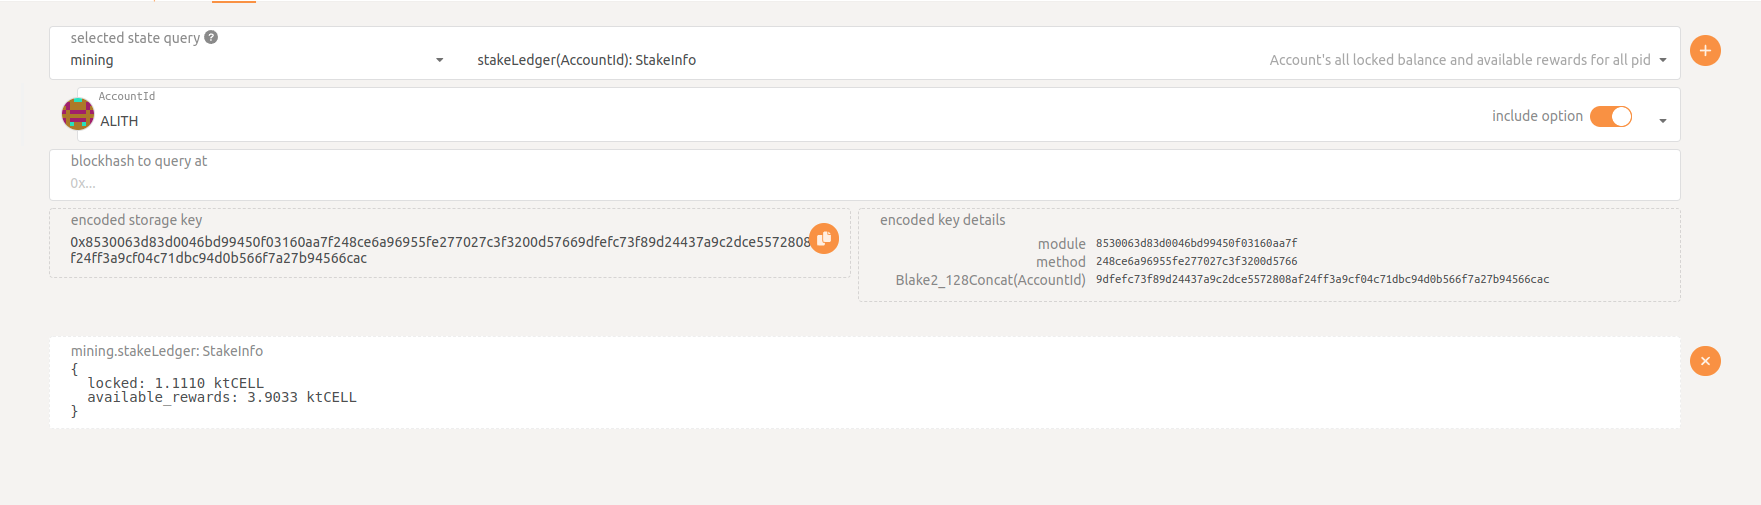 selected state query ?
mining
stakeLedger(AccountId): StakeInfo
Account's all locked balance and available rewards for all pid
AccountId
ALITH
include option
blockhash to query at
0x...
encoded storage key
0x8530063d83d0046bd99450f03160aa7f248ce6a96955fe277027c3f3200d57669dfefc73f89d24437a9c2dce5572808
f24ff3a9cf04c71dbc94d0b566f7a27b94566cac
encoded key details
module 8530063d83d0046bd99450f03160aa7f
method 248ce6a96955fe277027c3f3200d5766
Blake2_128Concat(AccountId) 9dfefc73f89d24437a9c2dce5572808af24ff3a9cf04c71dbc94d0b566f7a27b94566cac
mining.stakeLedger: StakeInfo
{
locked: 1.1110 ktCELL
available_rewards: 3.9033 ktCELL
}